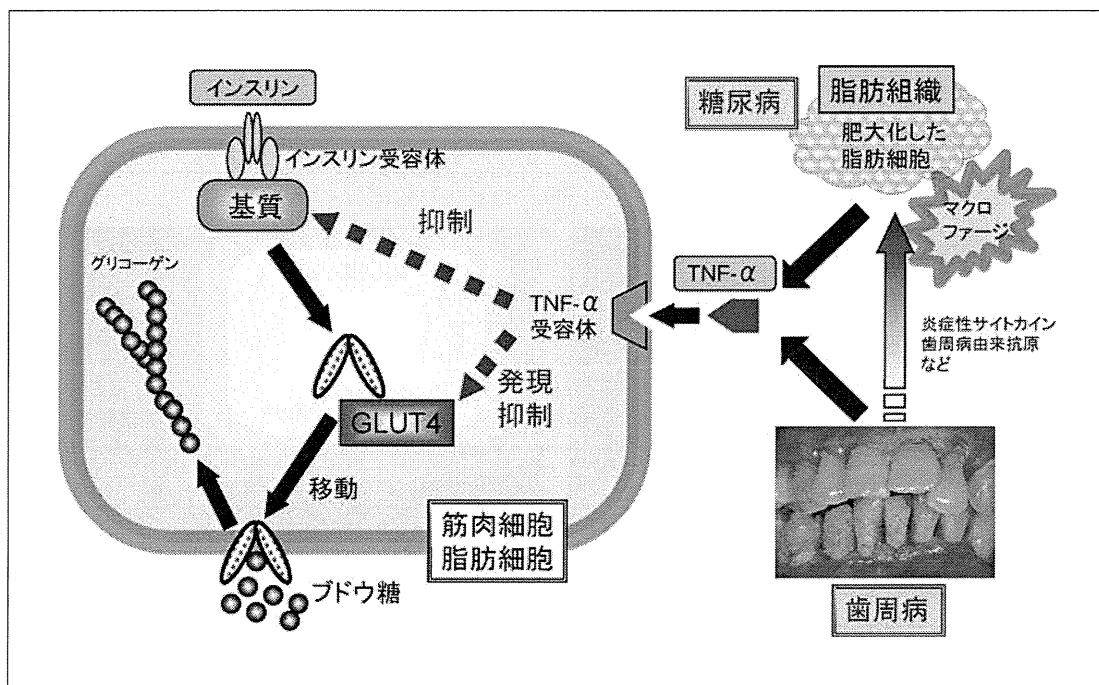 インスリン
インスリン受容体
基質
抑制
グリコーゲン
TNF-α
受容体
発現
抑制
GLUT4
移動
筋肉細胞
脂肪細胞
ブドウ糖
糖尿病
脂肪組織
肥大化した
脂肪細胞
マクロ
ファージ
TNF-α
炎症性サイトカイン
歯周病由来抗原
など
歯周病